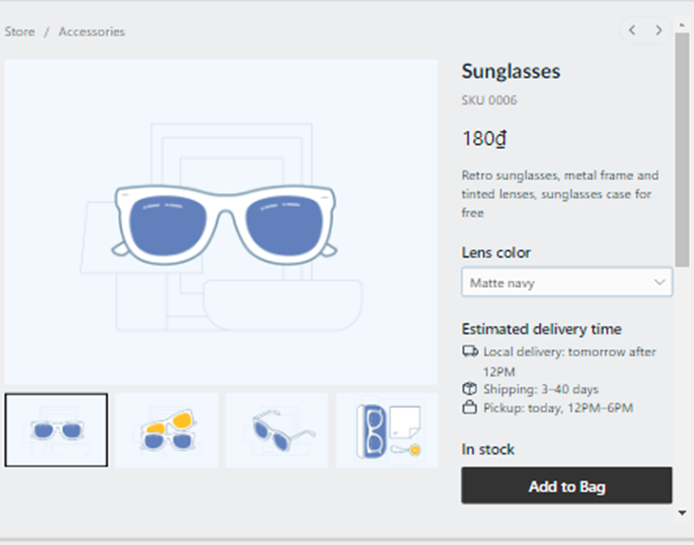 Store / Accessories
Sunglasses
SKU 0006
180₫
Retro sunglasses, metal frame and
tinted lenses, sunglasses case for
free
Lens color
Matte navy
Estimated delivery time
Local delivery: tomorrow after
12PM
Shipping: 3–40 days
Pickup: today, 12PM–6PM
In stock
Add to Bag